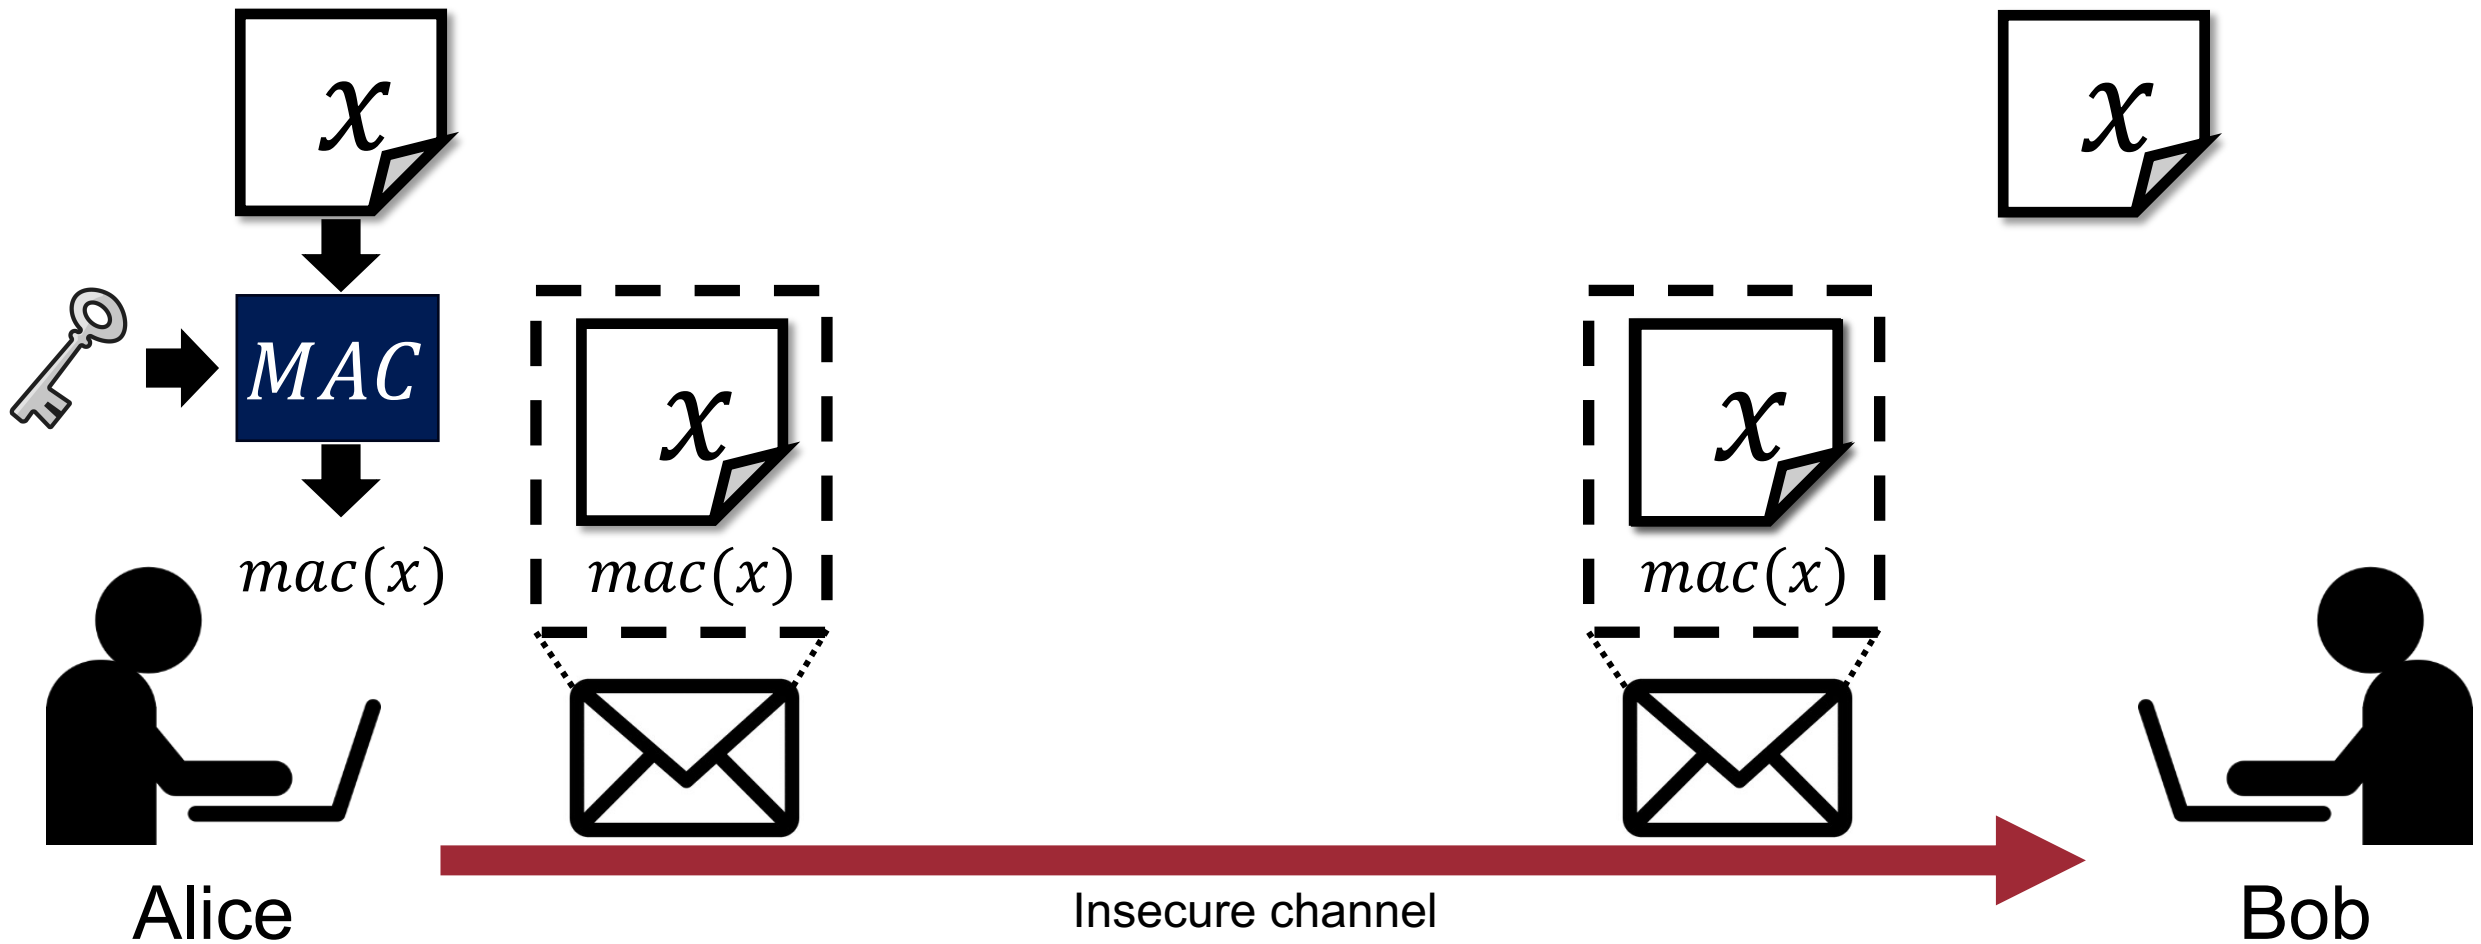 x
x
MAC
x
x
mac(x)
mac(x)
mac(x)
Alice
Insecure channel
Bob